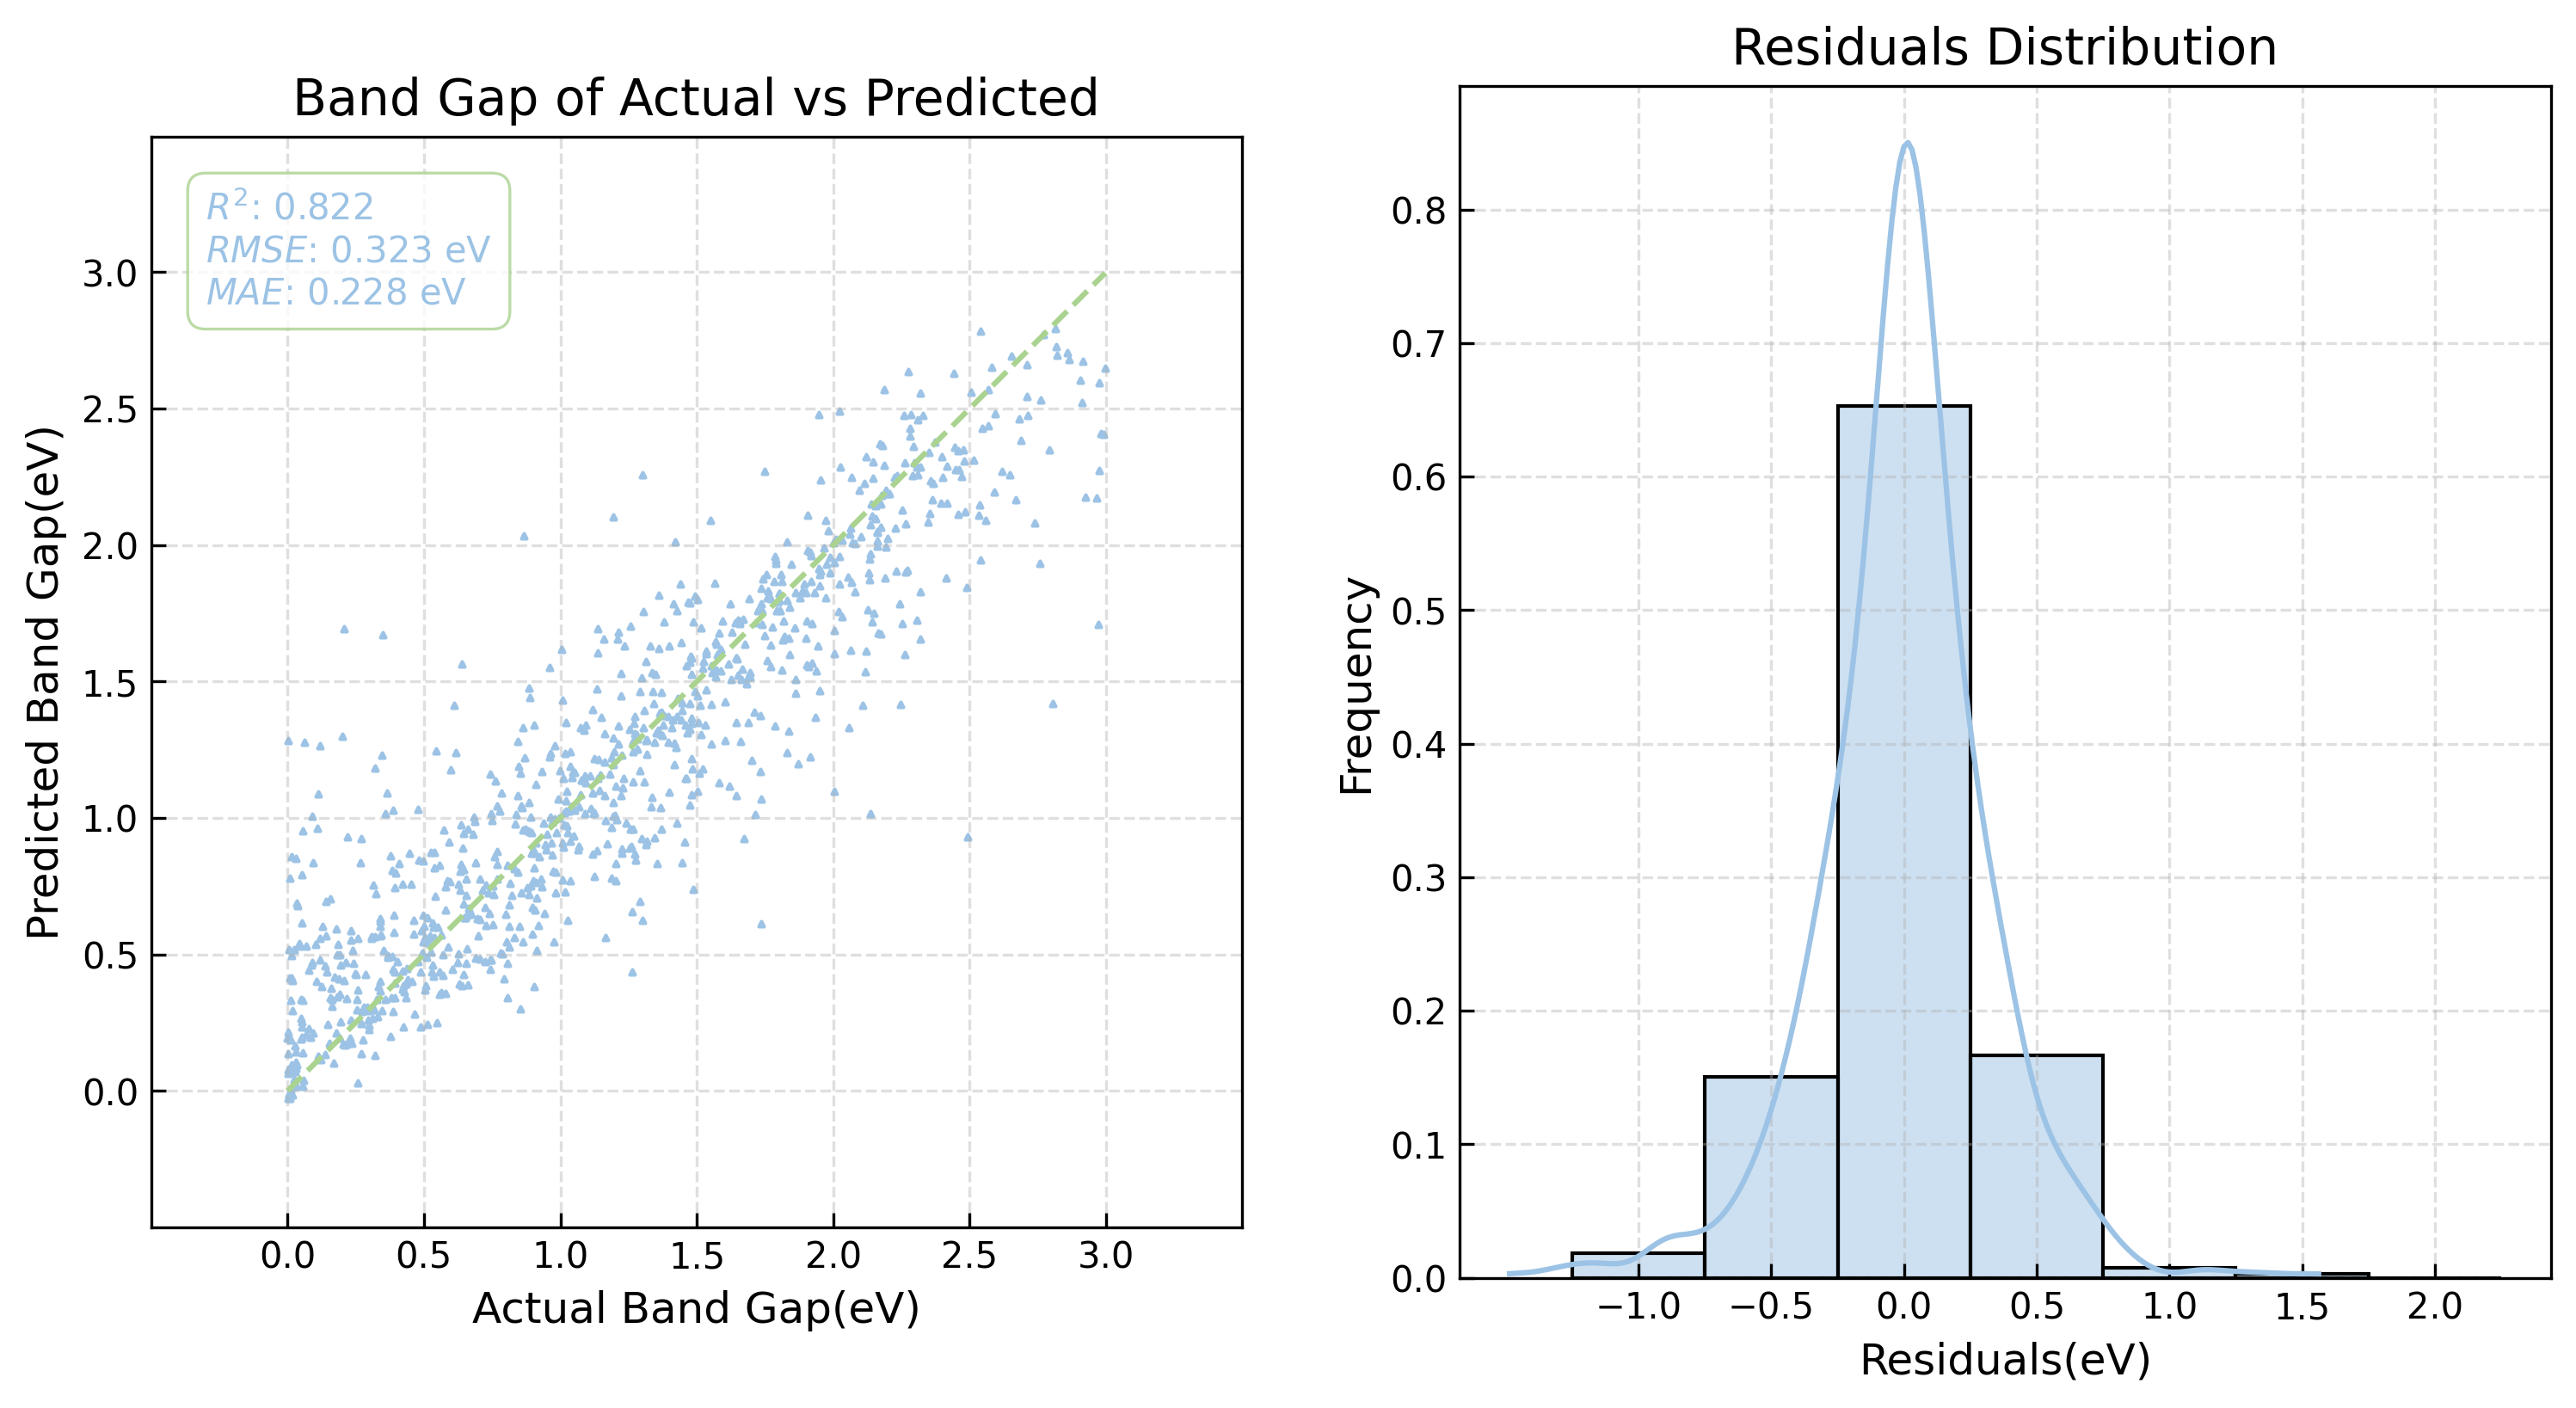 Band Gap of Actual vs Predicted
R²: 0.822
RMSE: 0.323 eV
MAE: 0.228 eV
3.0
2.5
2.0
1.5
1.0
0.5
0.0
Predicted Band Gap(eV)
0.0 0.5 1.0 1.5 2.0 2.5 3.0
Actual Band Gap(eV)
Residuals Distribution
0.8
0.7
0.6
0.5
0.4
0.3
0.2
0.1
0.0
Frequency
−1.0 −0.5 0.0 0.5 1.0 1.5 2.0
Residuals(eV)